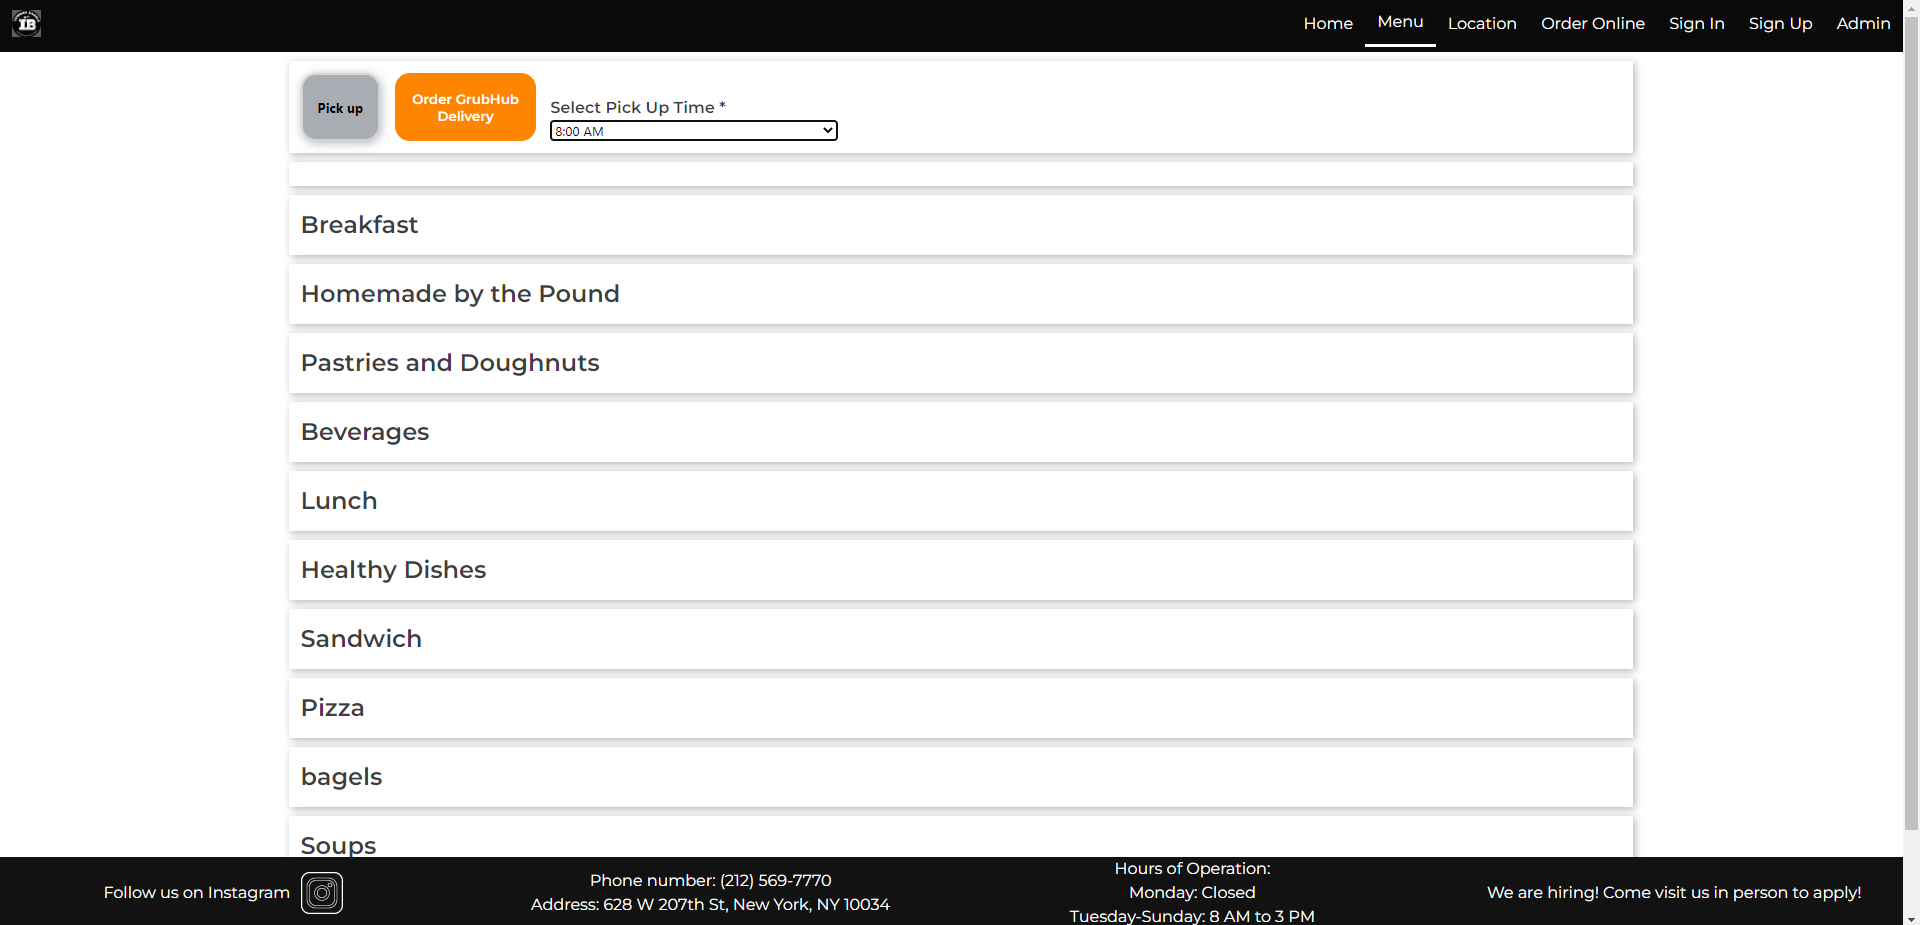 IB
Home Menu Location Order Online Sign In Sign Up Admin
Pick up
Order GrubHub
Delivery
Select Pick Up Time *
8:00 AM
Breakfast
Homemade by the Pound
Pastries and Doughnuts
Beverages
Lunch
Healthy Dishes
Sandwich
Pizza
bagels
Soups
Follow us on Instagram
Phone number: (212) 569-7770
Address: 628 W 207th St, New York, NY 10034
Hours of Operation:
Monday: Closed
Tuesday-Sunday: 8 AM to 3 PM
We are hiring! Come visit us in person to apply!